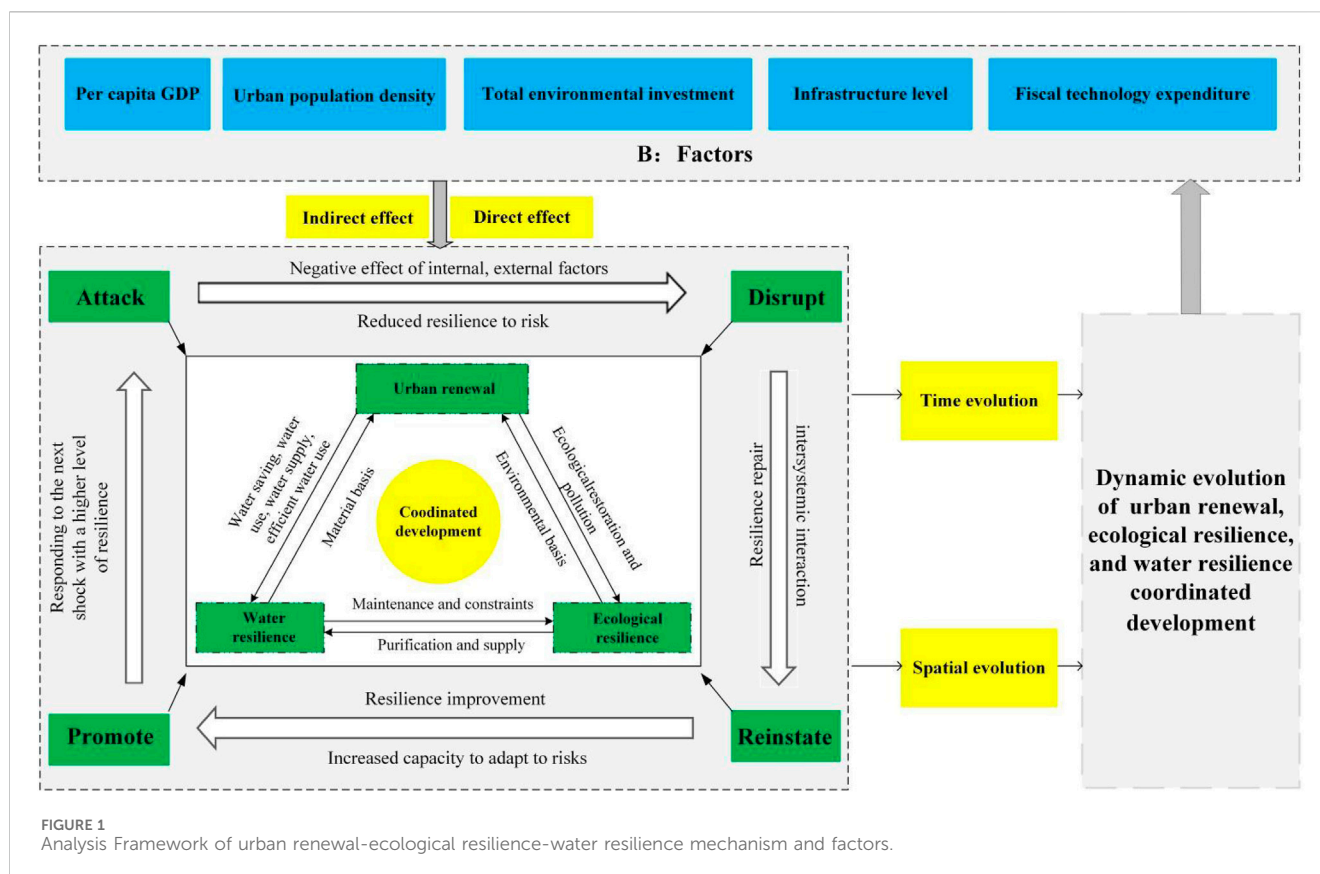 Per capita GDP
Urban population density
Total environmental investment
Infrastructure level
Fiscal technology expenditure
B: Factors
Indirect effect
Direct effect
Attack
Negative effect of internal, external factors
Reduced resilience to risk
Disrupt
Responding to the next
shock with a higher level
of resilience
Urban renewal
Water saving, water
use, water supply,
efficient water use
Material basis
Coodinated
development
Environmental basis
Ecologicalrestoration and
pollution
Water
resilience
Maintenance and constraints
Purification and supply
Ecological
resilience
Resilience repair
intersystemic interaction
Promote
Resilience improvement
Increased capacity to adapt to risks
Reinstate
Time evolution
Spatial evolution
Dynamic evolution
of urban renewal,
ecological resilience,
and water resilience
coordinated
development
FIGURE 1
Analysis Framework of urban renewal-ecological resilience-water resilience mechanism and factors.